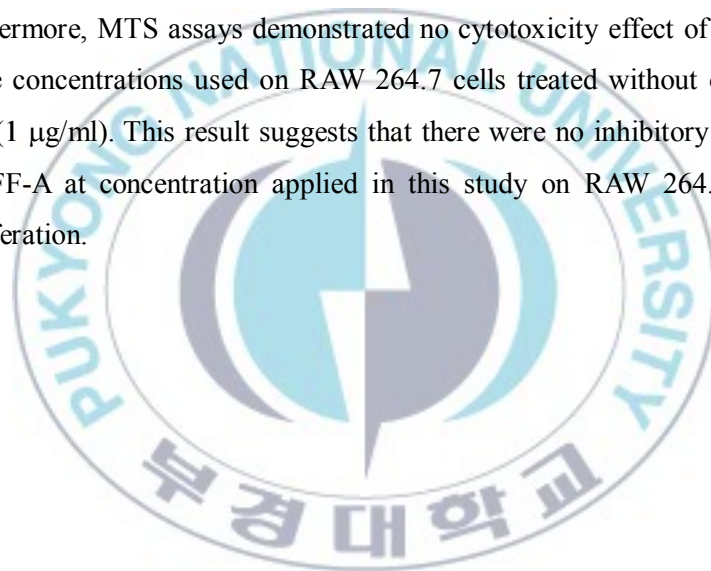 ermore, MTS assays demonstrated no cytotoxicity effect of
concentrations used on RAW 264.7 cells treated without
(1 μg/ml). This result suggests that there were no inhibitory
FF-A at concentration applied in this study on RAW 264.
feration.
PUKYONG NATIONAL UNIVERSITY
부경대학교